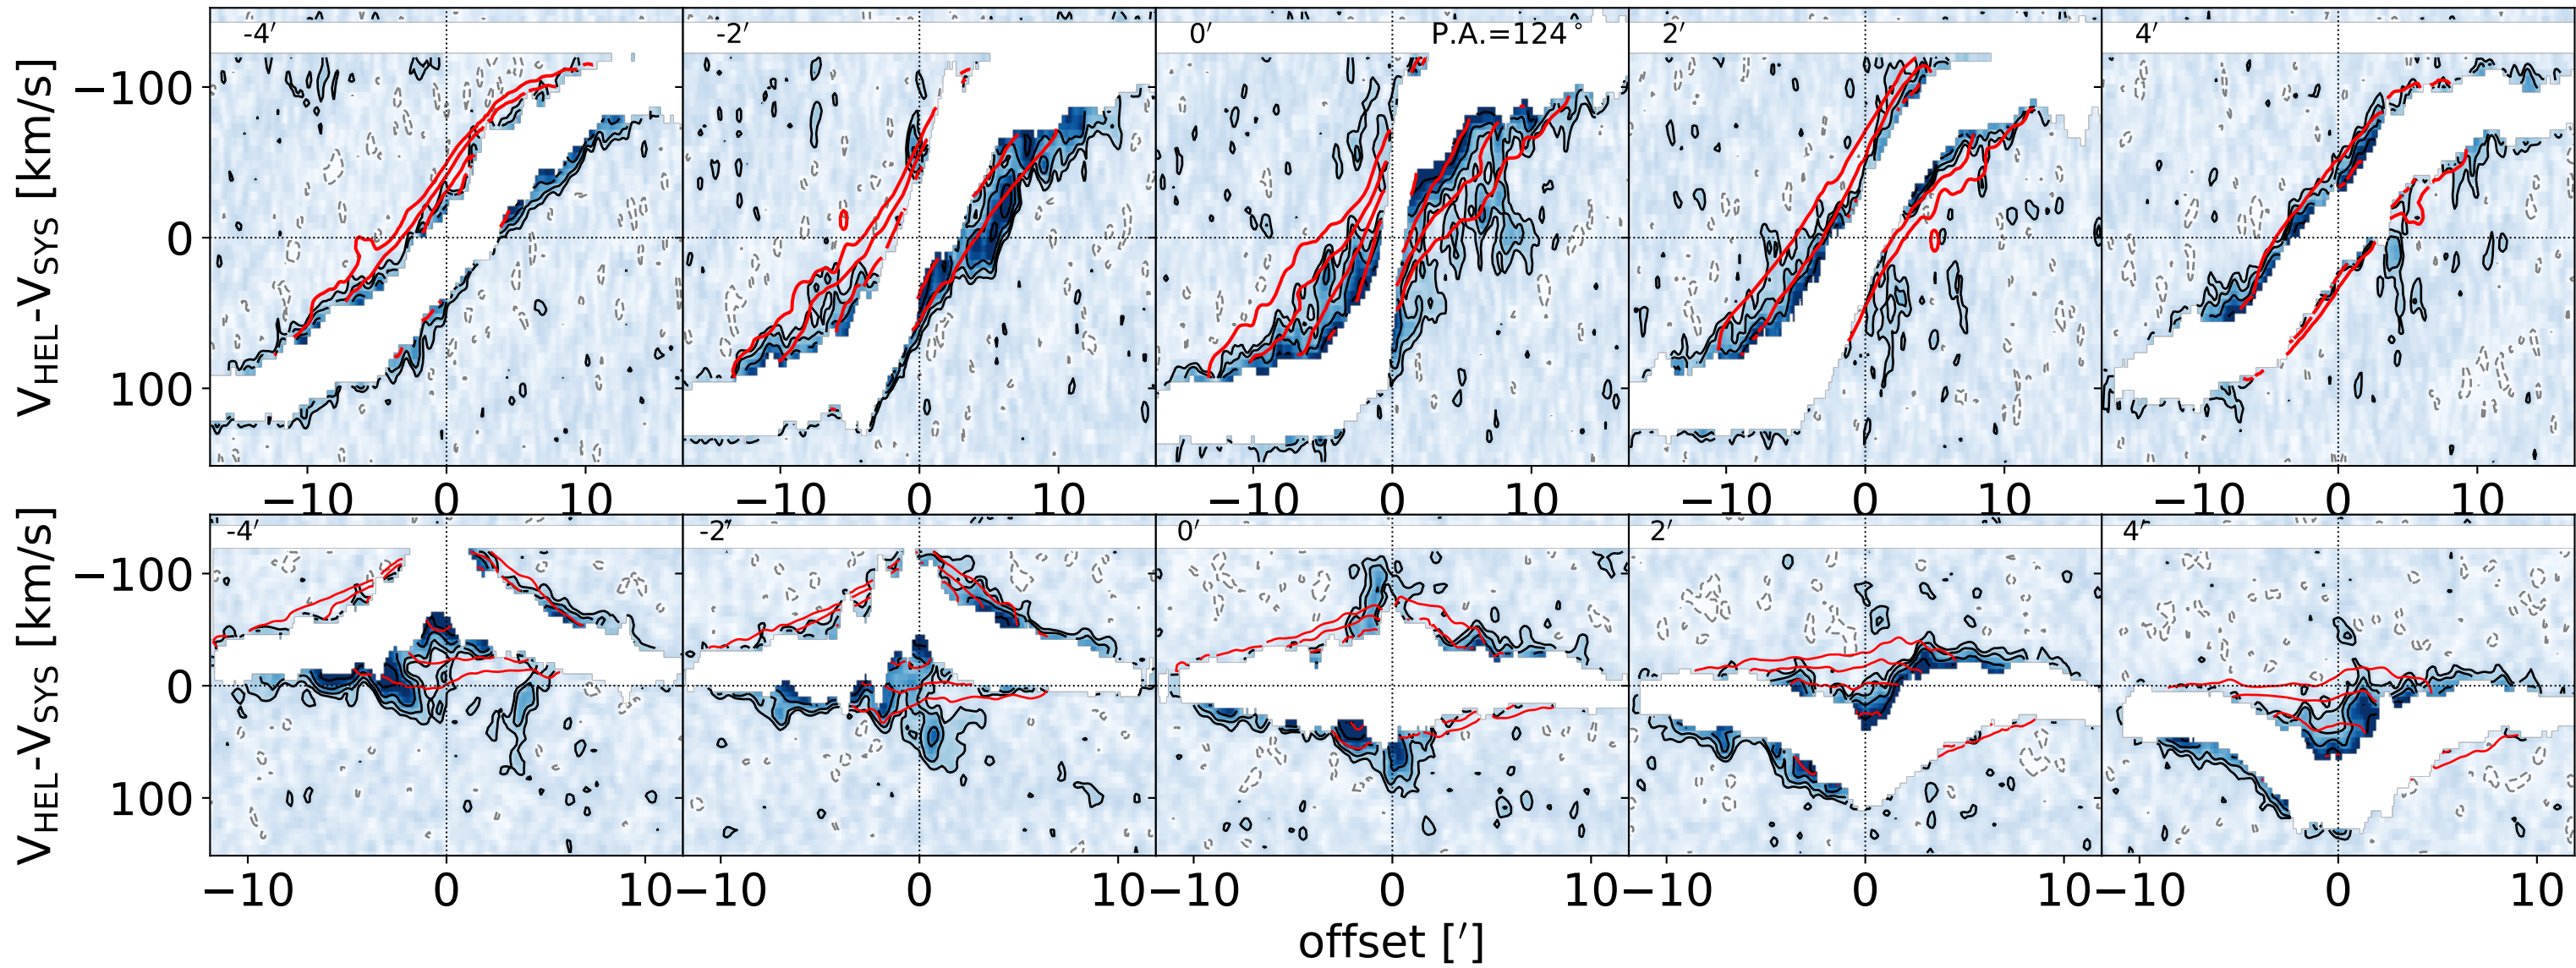 -4′ -2′ 0′ P.A.=124° 2′ 4′
V_HEL-V_SYS [km/s]
−100
0
100
−10 0 10 −10 0 10 −10 0 10 −10 0 10 −10 0 10
-4′ -2′ 0′ 2′ 4′
V_HEL-V_SYS [km/s]
−100
0
100
−10 0 10 −10 0 10 −10 0 10 −10 0 10 −10 0 10
offset [′]